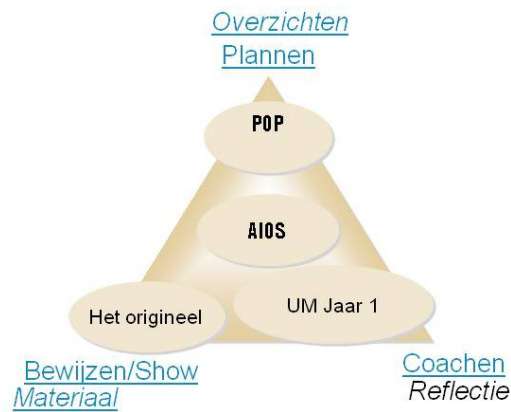 Overzichten
Plannen
POP
AIOS
Het origineel
UM Jaar 1
Bewijzen/Show
Materiaal
Coachen
Reflectie